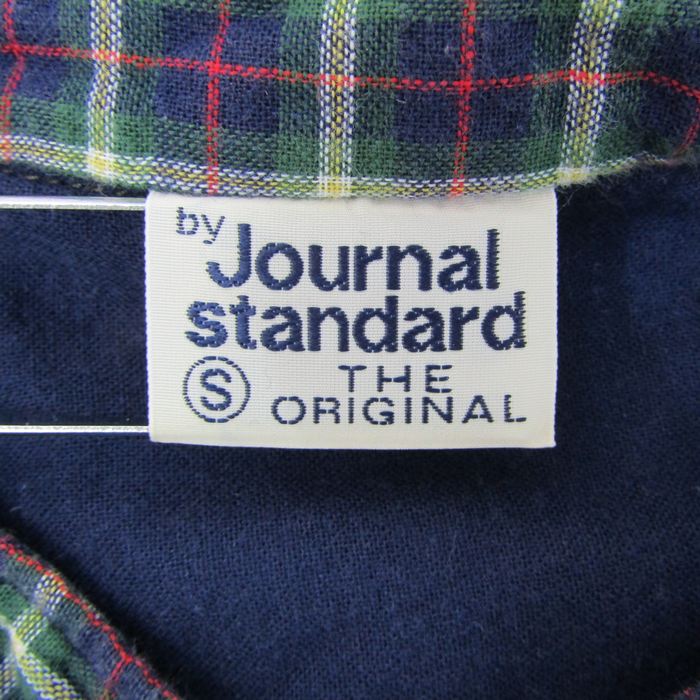 by
Journal
standard
Ⓢ THE
ORIGINAL